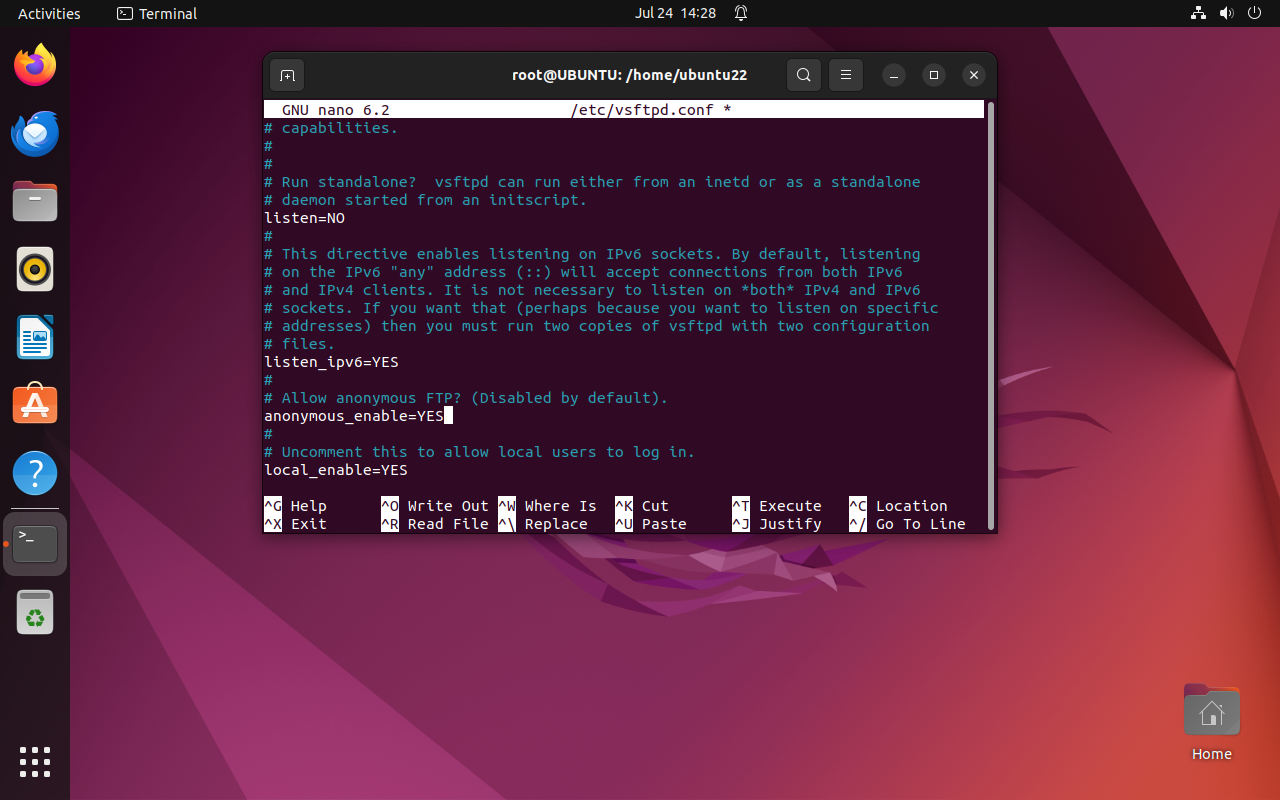 Activities
Terminal
Jul 24 14:28
root@UBUNTU: /home/ubuntu22
GNU nano 6.2 /etc/vsftpd.conf *
# capabilities.
#
#
# Run standalone?  vsftpd can run either from an inetd or as a standalone
# daemon started from an initscript.
listen=NO
#
# This directive enables listening on IPv6 sockets. By default, listening
# on the IPv6 "any" address (::) will accept connections from both IPv6
# and IPv4 clients. It is not necessary to listen on *both* IPv4 and IPv6
# sockets. If you want that (perhaps because you want to listen on specific
# addresses) then you must run two copies of vsftpd with two configuration
# files.
listen_ipv6=YES
#
# Allow anonymous FTP? (Disabled by default).
anonymous_enable=YES
#
# Uncomment this to allow local users to log in.
local_enable=YES
^G Help ^O Write Out ^W Where Is ^K Cut ^T Execute ^C Location
^X Exit ^R Read File ^\ Replace ^U Paste ^J Justify ^/ Go To Line
Home